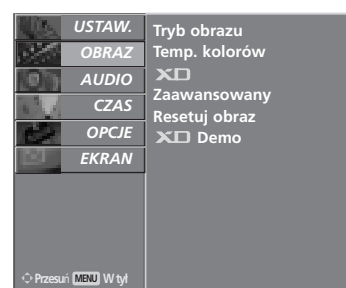 USTAW.
OBRAZ
AUDIO
CZAS
OPCJE
EKRAN
Tryb obrazu
Temp. kolorów
XD
Zaawansowany
Resetuj obraz
XD Demo
Przesuń MENU W tył